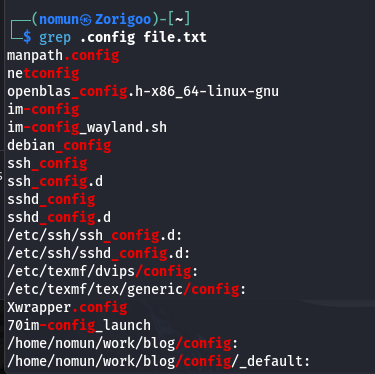 ┌──(nomun㉿Zorigoo)-[~]
└─$ grep .config file.txt
manpath.config
netconfig
openblas_config.h-x86_64-linux-gnu
im-config
im-config_wayland.sh
debian_config
ssh_config
ssh_config.d
sshd_config
sshd_config.d
/etc/ssh/ssh_config.d:
/etc/ssh/sshd_config.d:
/etc/texmf/dvips/config:
/etc/texmf/tex/generic/config:
Xwrapper.config
70im-config_launch
/home/nomun/work/blog/config:
/home/nomun/work/blog/config/_default: